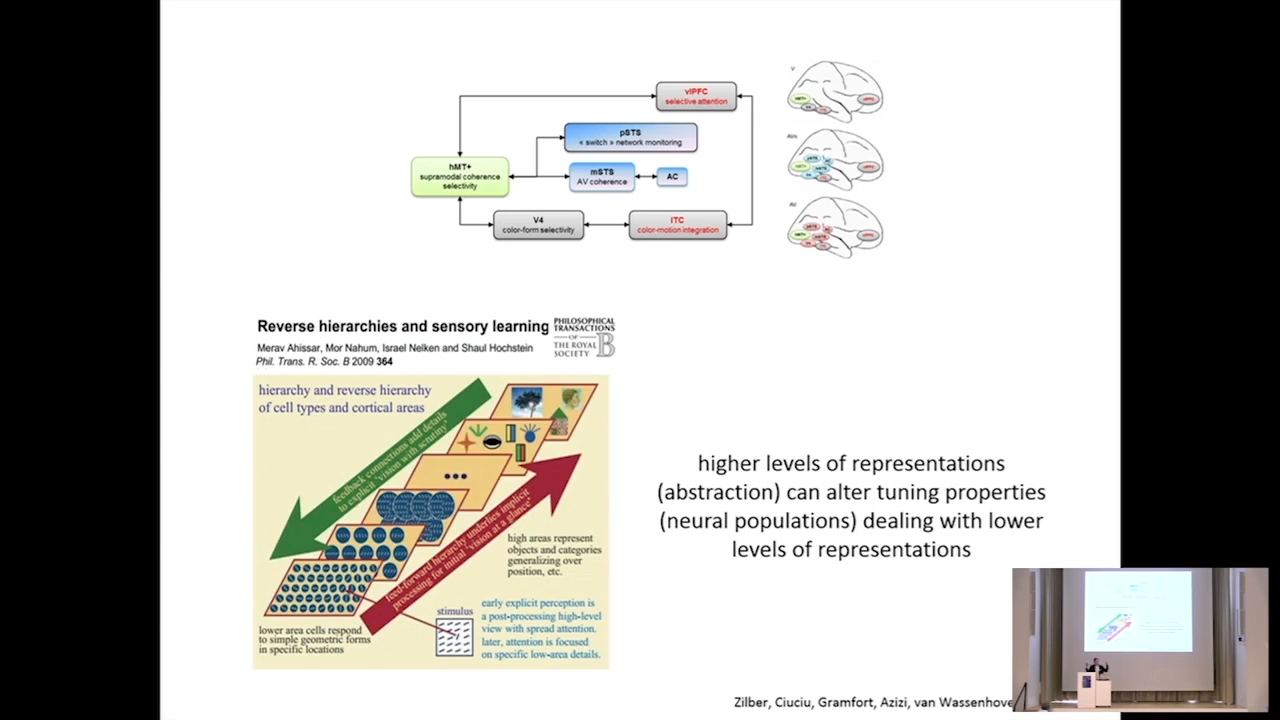 vlPFC
selective attention
pSTS
« switch » network monitoring
hMT+
supramodal coherence
selectivity
mSTS
AV coherence
AC
V4
color-form selectivity
ITC
color-motion integration
V
AV
Reverse hierarchies and sensory learning
PHILOSOPHICAL
TRANSACTIONS
OF
THE ROYAL
SOCIETY
B
Merav Ahissar, Mor Nahum, Israel Nelken and Shaul Hochstein
Phil. Trans. R. Soc. B 2009 364
hierarchy and reverse hierarchy
of cell types and cortical areas
feedback connections add details
to explicit ‘vision with scrutiny’
feed-forward hierarchy underlies implicit
processing for initial ‘vision at a glance’
high areas represent
objects and categories
generalizing over
position, etc.
stimulus
early explicit perception is
a post-processing high-level
view with spread attention.
later, attention is focused
on specific low-area details.
lower area cells respond
to simple geometric forms
in specific locations
higher levels of representations
(abstraction) can alter tuning properties
(neural populations) dealing with lower
levels of representations
Zilber, Ciuciu, Gramfort, Azizi, van Wassenhove